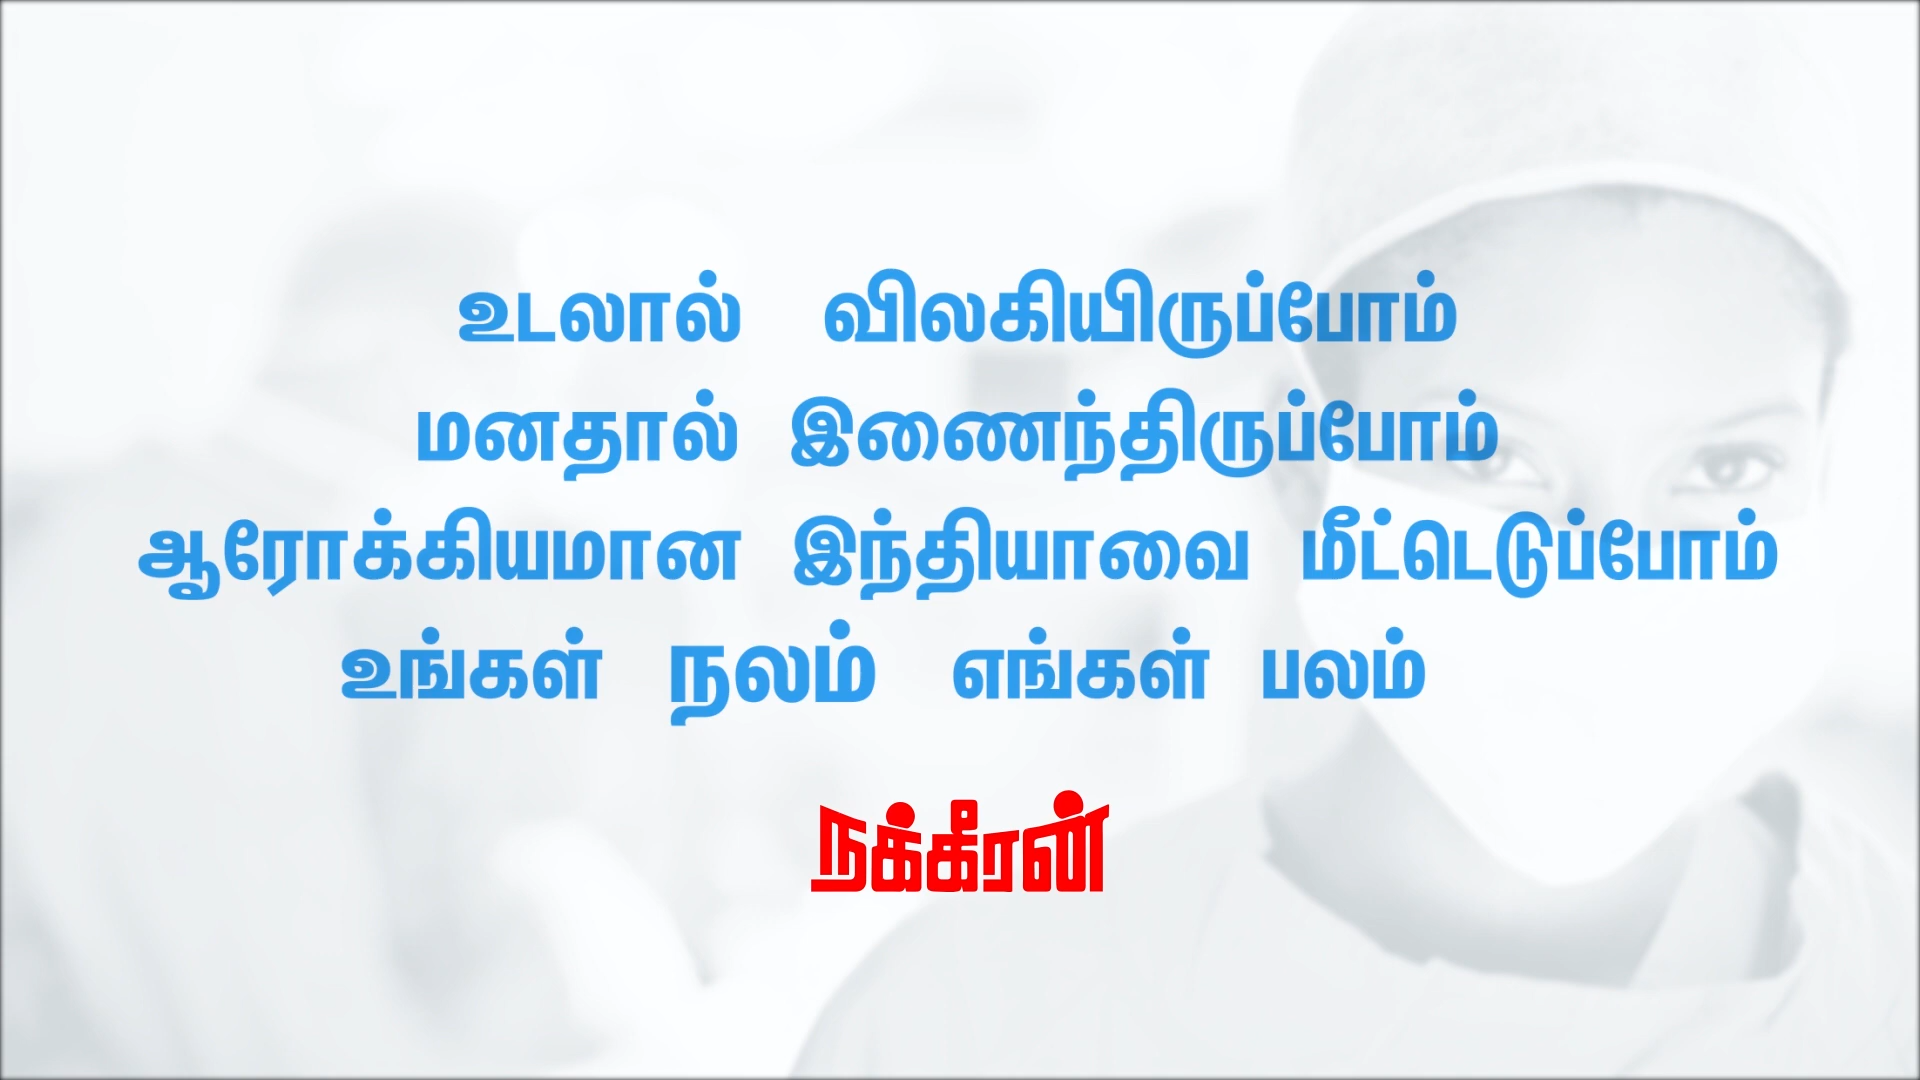 உடலால் விலகியிருப்போம்
மனதால் இணைந்திருப்போம்
ஆரோக்கியமான இந்தியாவை மீட்டெடுப்போம்
உங்கள் நலம் எங்கள் பலம்
நக்கீரன்